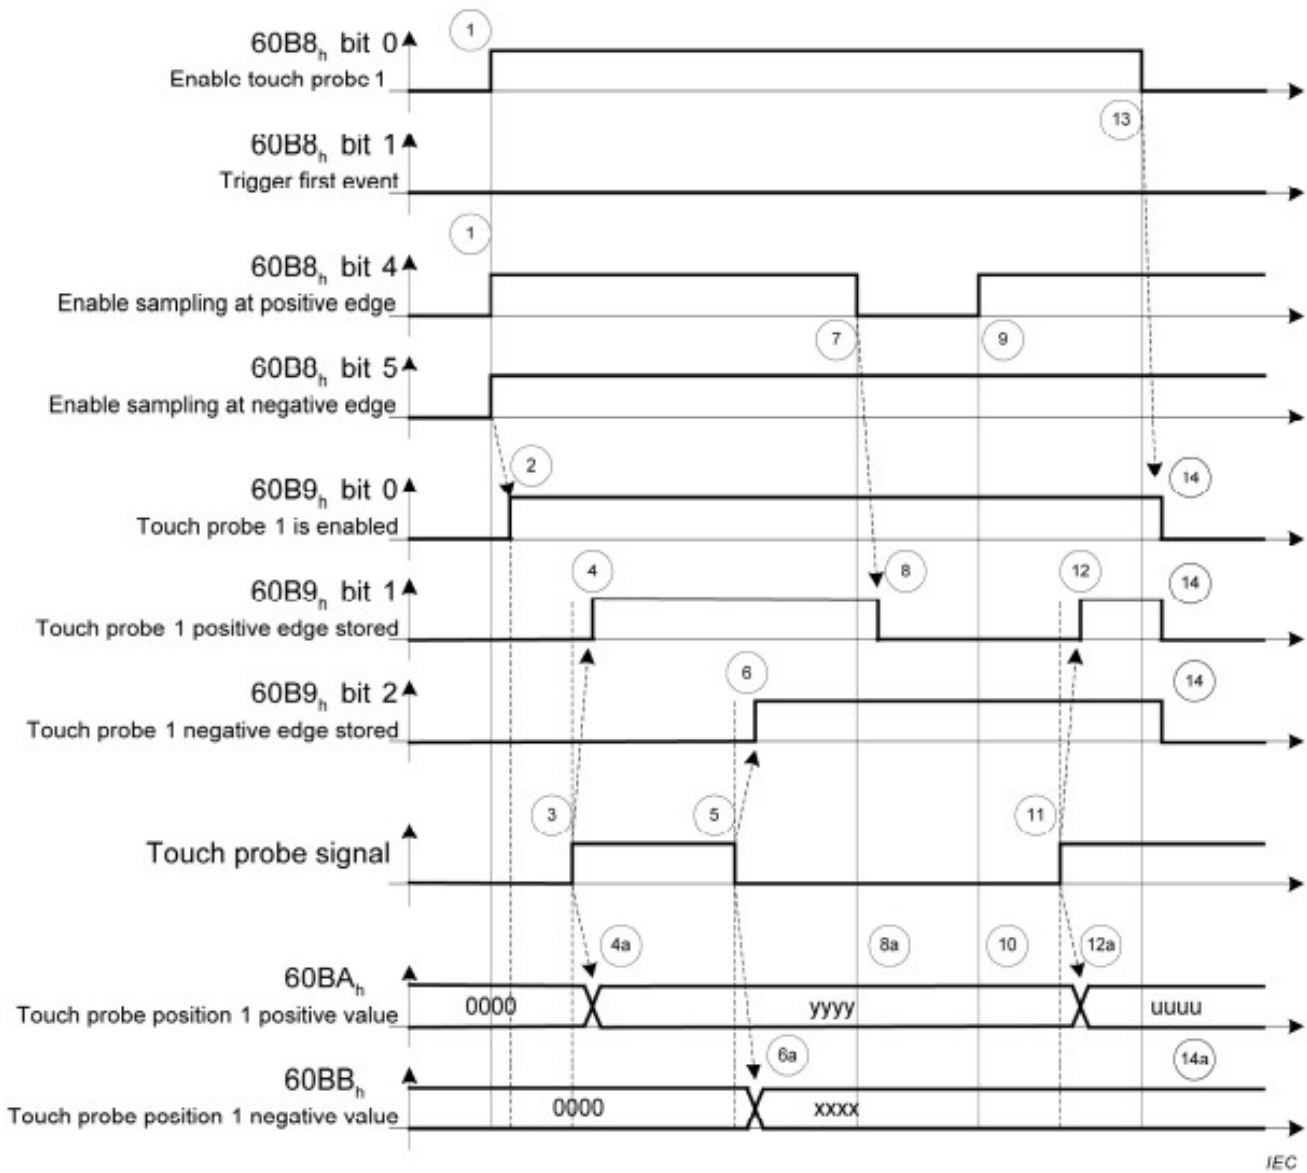 1
60B8h bit 0
Enable touch probe 1
13
60B8h bit 1
Trigger first event
1
60B8h bit 4
Enable sampling at positive edge
7
9
60B8h bit 5
Enable sampling at negative edge
2
14
60B9h bit 0
Touch probe 1 is enabled
4
8
12
14
60B9h bit 1
Touch probe 1 positive edge stored
6
14
60B9h bit 2
Touch probe 1 negative edge stored
3
5
11
Touch probe signal
4a
8a
10
12a
60BAh
0000
yyyy
uuuu
Touch probe position 1 positive value
6a
14a
60BBh
0000
xxxx
Touch probe position 1 negative value
IEC